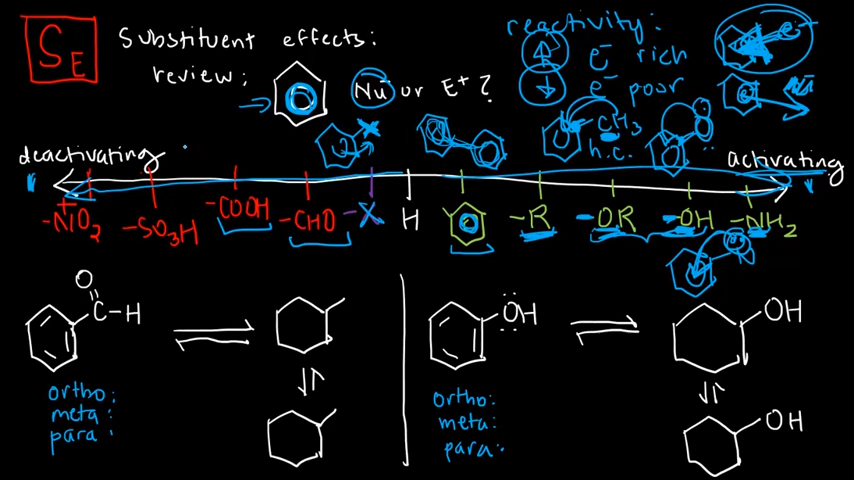 SE
Substituent effects:
review:
Nu or E+ ?
reactivity:
e- rich
e- poor
e-
E+
Nu
X
CH3
h.c.
deactivating
activating
-NO2
-SO3H
-COOH
-CHO
-X
H
-R
-OR
-OH
-NH2
O
C-H
ortho:
meta:
para:
OH
ortho:
meta:
para:
OH
OH